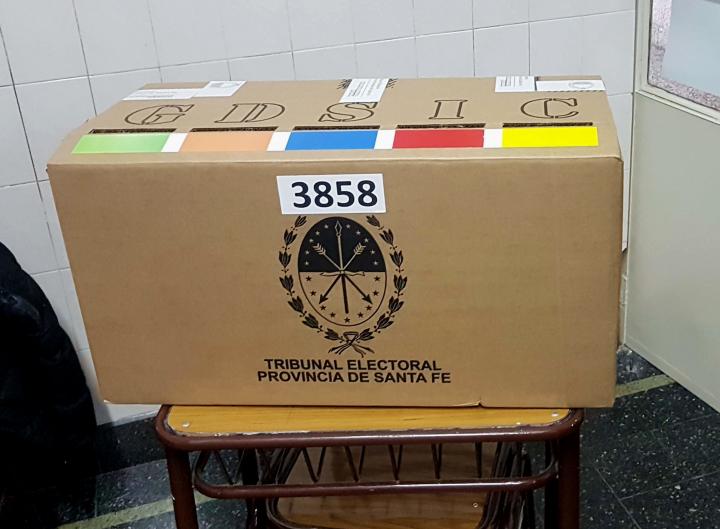 G D S I C
3858
TRIBUNAL ELECTORAL
PROVINCIA DE SANTA FE